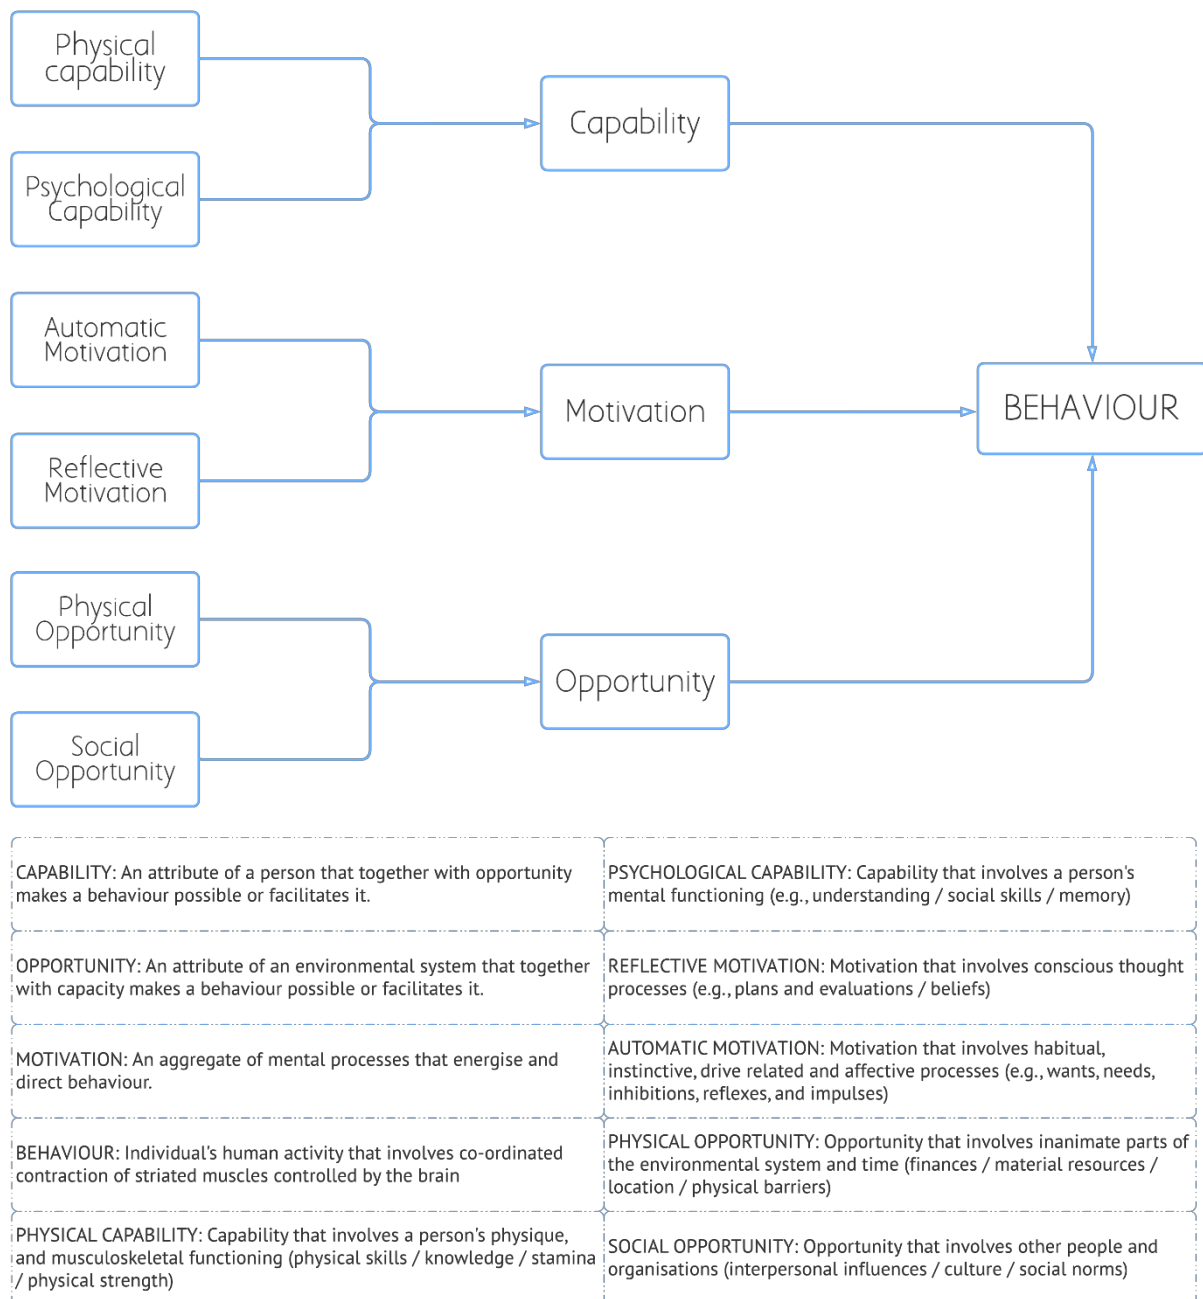 Physical
capability
Psychological
Capability
Automatic
Motivation
Reflective
Motivation
Physical
Opportunity
Social
Opportunity
Capability
Motivation
Opportunity
BEHAVIOUR
CAPABILITY: An attribute of a person that together with opportunity
makes a behaviour possible or facilitates it.
PSYCHOLOGICAL CAPABILITY: Capability that involves a person's
mental functioning (e.g., understanding / social skills / memory)
OPPORTUNITY: An attribute of an environmental system that together
with capacity makes a behaviour possible or facilitates it.
REFLECTIVE MOTIVATION: Motivation that involves conscious thought
processes (e.g., plans and evaluations / beliefs)
MOTIVATION: An aggregate of mental processes that energise and
direct behaviour.
AUTOMATIC MOTIVATION: Motivation that involves habitual,
instinctive, drive related and affective processes (e.g., wants, needs,
inhibitions, reflexes, and impulses)
BEHAVIOUR: Individual's human activity that involves co-ordinated
contraction of striated muscles controlled by the brain
PHYSICAL OPPORTUNITY: Opportunity that involves inanimate parts of
the environmental system and time (finances / material resources /
location / physical barriers)
PHYSICAL CAPABILITY: Capability that involves a person's physique,
and musculoskeletal functioning (physical skills / knowledge / stamina
/ physical strength)
SOCIAL OPPORTUNITY: Opportunity that involves other people and
organisations (interpersonal influences / culture / social norms)